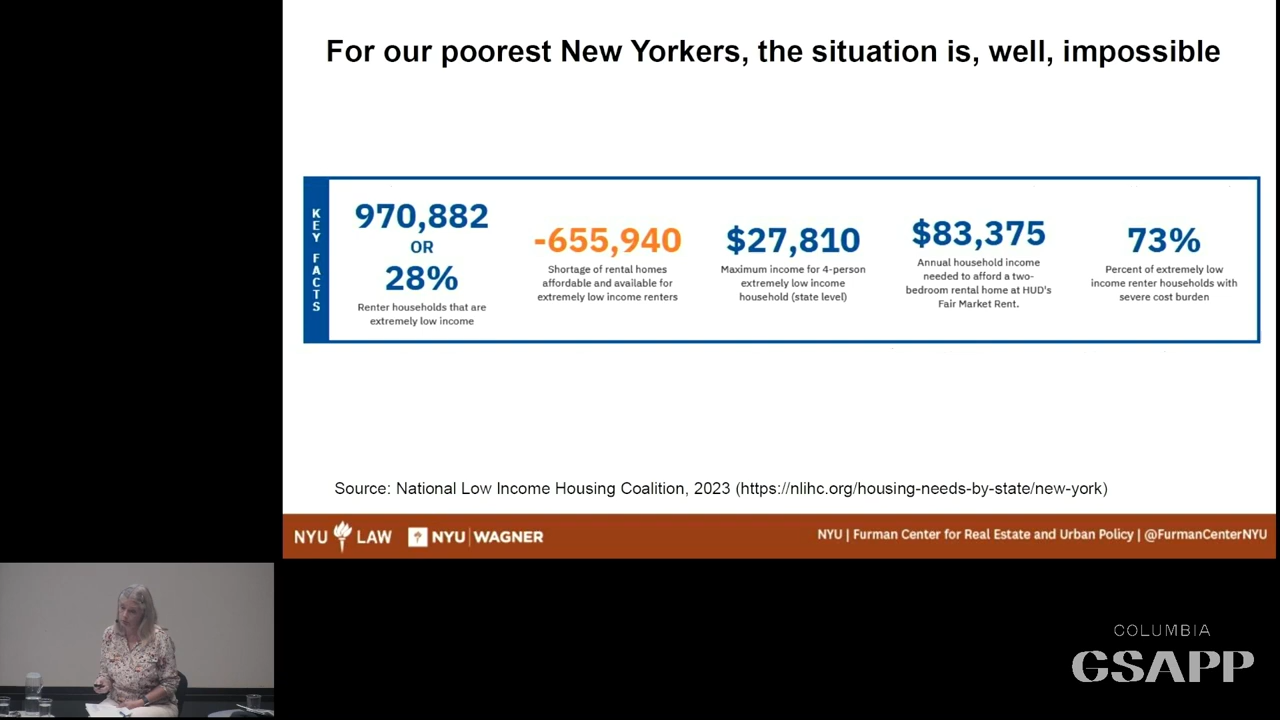 For our poorest New Yorkers, the situation is, well, impossible
KEY FACTS
970,882
OR
28%
Renter households that are
extremely low income
-655,940
Shortage of rental homes
affordable and available for
extremely low income renters
$27,810
Maximum income for 4-person
extremely low income
household (state level)
$83,375
Annual household income
needed to afford a two-
bedroom rental home at HUD's
Fair Market Rent.
73%
Percent of extremely low
income renter households with
severe cost burden
Source: National Low Income Housing Coalition, 2023 (https://nlihc.org/housing-needs-by-state/new-york)
NYU LAW NYU | WAGNER
NYU | Furman Center for Real Estate and Urban Policy | @FurmanCenterNYU
COLUMBIA
GSAPP